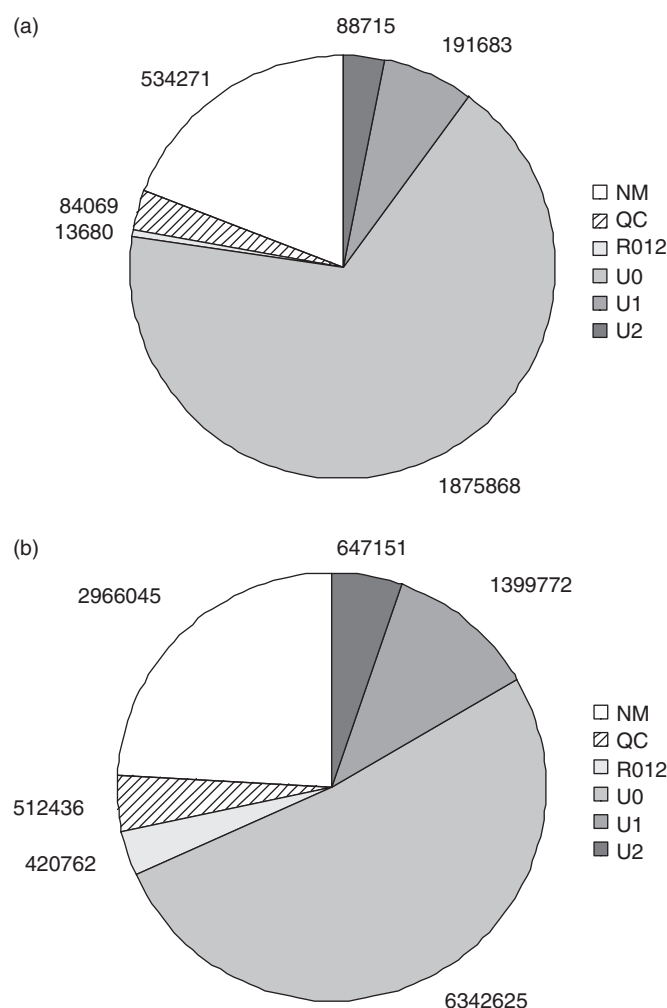 (a)
88715
191683
534271
84069
13680
1875868
NM
QC
R012
U0
U1
U2
(b)
647151
1399772
2966045
512436
420762
6342625
NM
QC
R012
U0
U1
U2